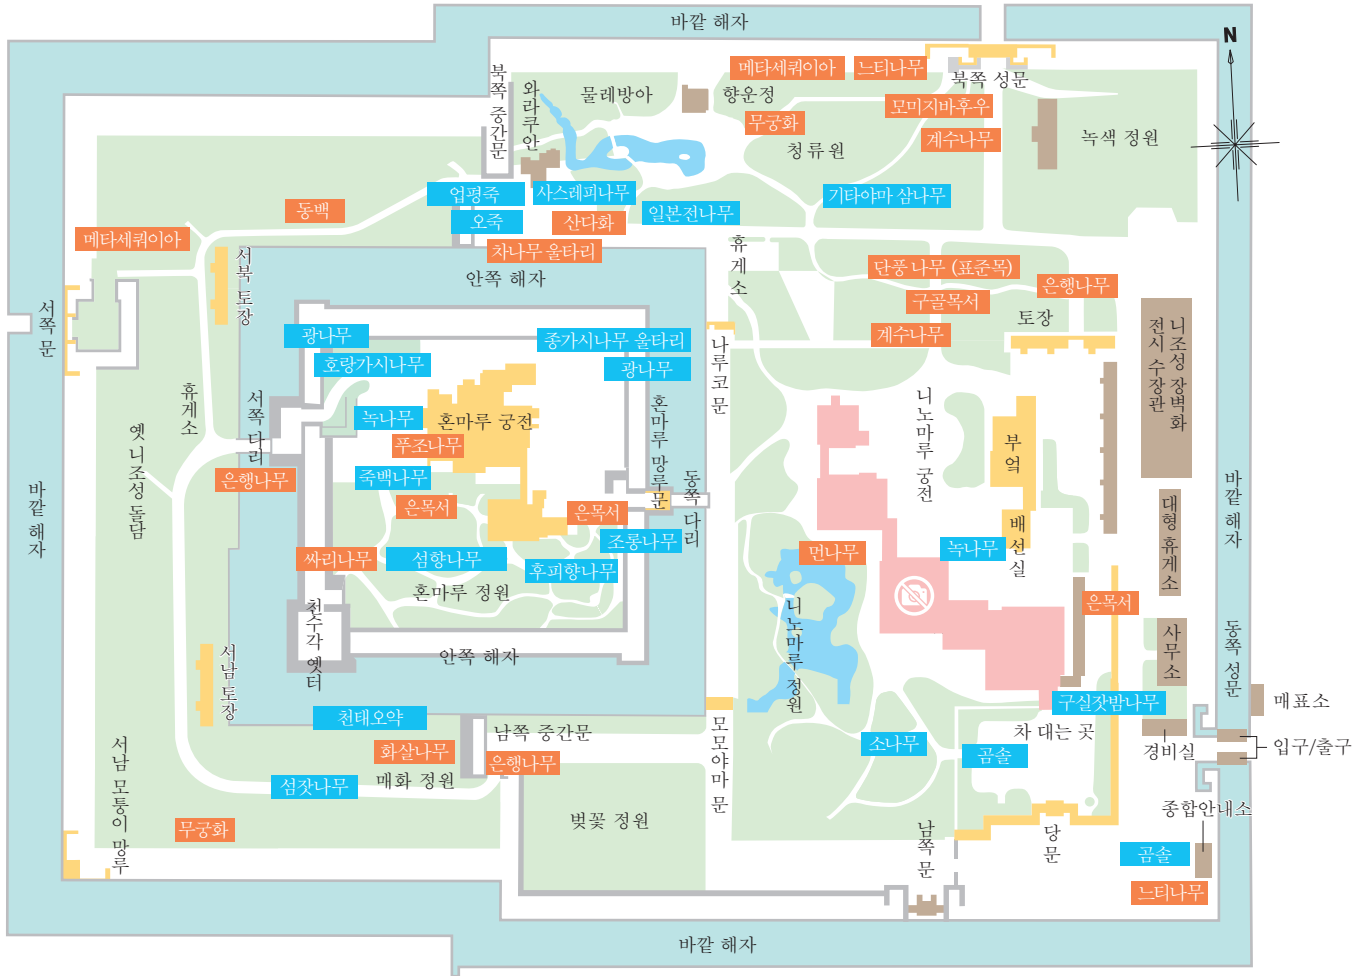 바깥 해자
N
북쪽 중간문
와라쿠안
물레방아
향운정
메타세쿼이아
느티나무
북쪽 성문
모미지바후우
무궁화
계수나무
청류원
녹색 정원
업평죽
사스레피나무
기타야마 삼나무
동백
오죽
산다화
일본전나무
메타세쿼이아
차나무 울타리
휴게소
서북 토장
안쪽 해자
단풍 나무 (표준목)
은행나무
구골목서
서쪽 문
토장
계수나무
니조성 장벽화
전시 수장관
광나무
종가시나무 울타리
나루코 문
호랑가시나무
광나무
휴게소
서쪽 다리
녹나무
혼마루 궁전
혼마루 망루문
니노마루 궁전
부엌
옛 니조성 돌담
푸조나무
은행나무
죽백나무
동쪽 다리
바깥 해자
바깥 해자
은목서
은목서
배선실
대형 휴게소
조롱나무
싸리나무
섬향나무
후피향나무
먼나무
녹나무
혼마루 정원
은목서
천수각 옛터
니노마루 정원
사무소
동쪽 성문
안쪽 해자
서남 토장
구실잣밤나무
매표소
천태오약
남쪽 중간문
모모야마 문
소나무
차 대는 곳
경비실
입구/출구
화살나무
은행나무
곰솔
서남 모퉁이 망루
섬잣나무
매화 정원
벚꽃 정원
종합안내소
무궁화
남쪽 문
당문
곰솔
느티나무
바깥 해자